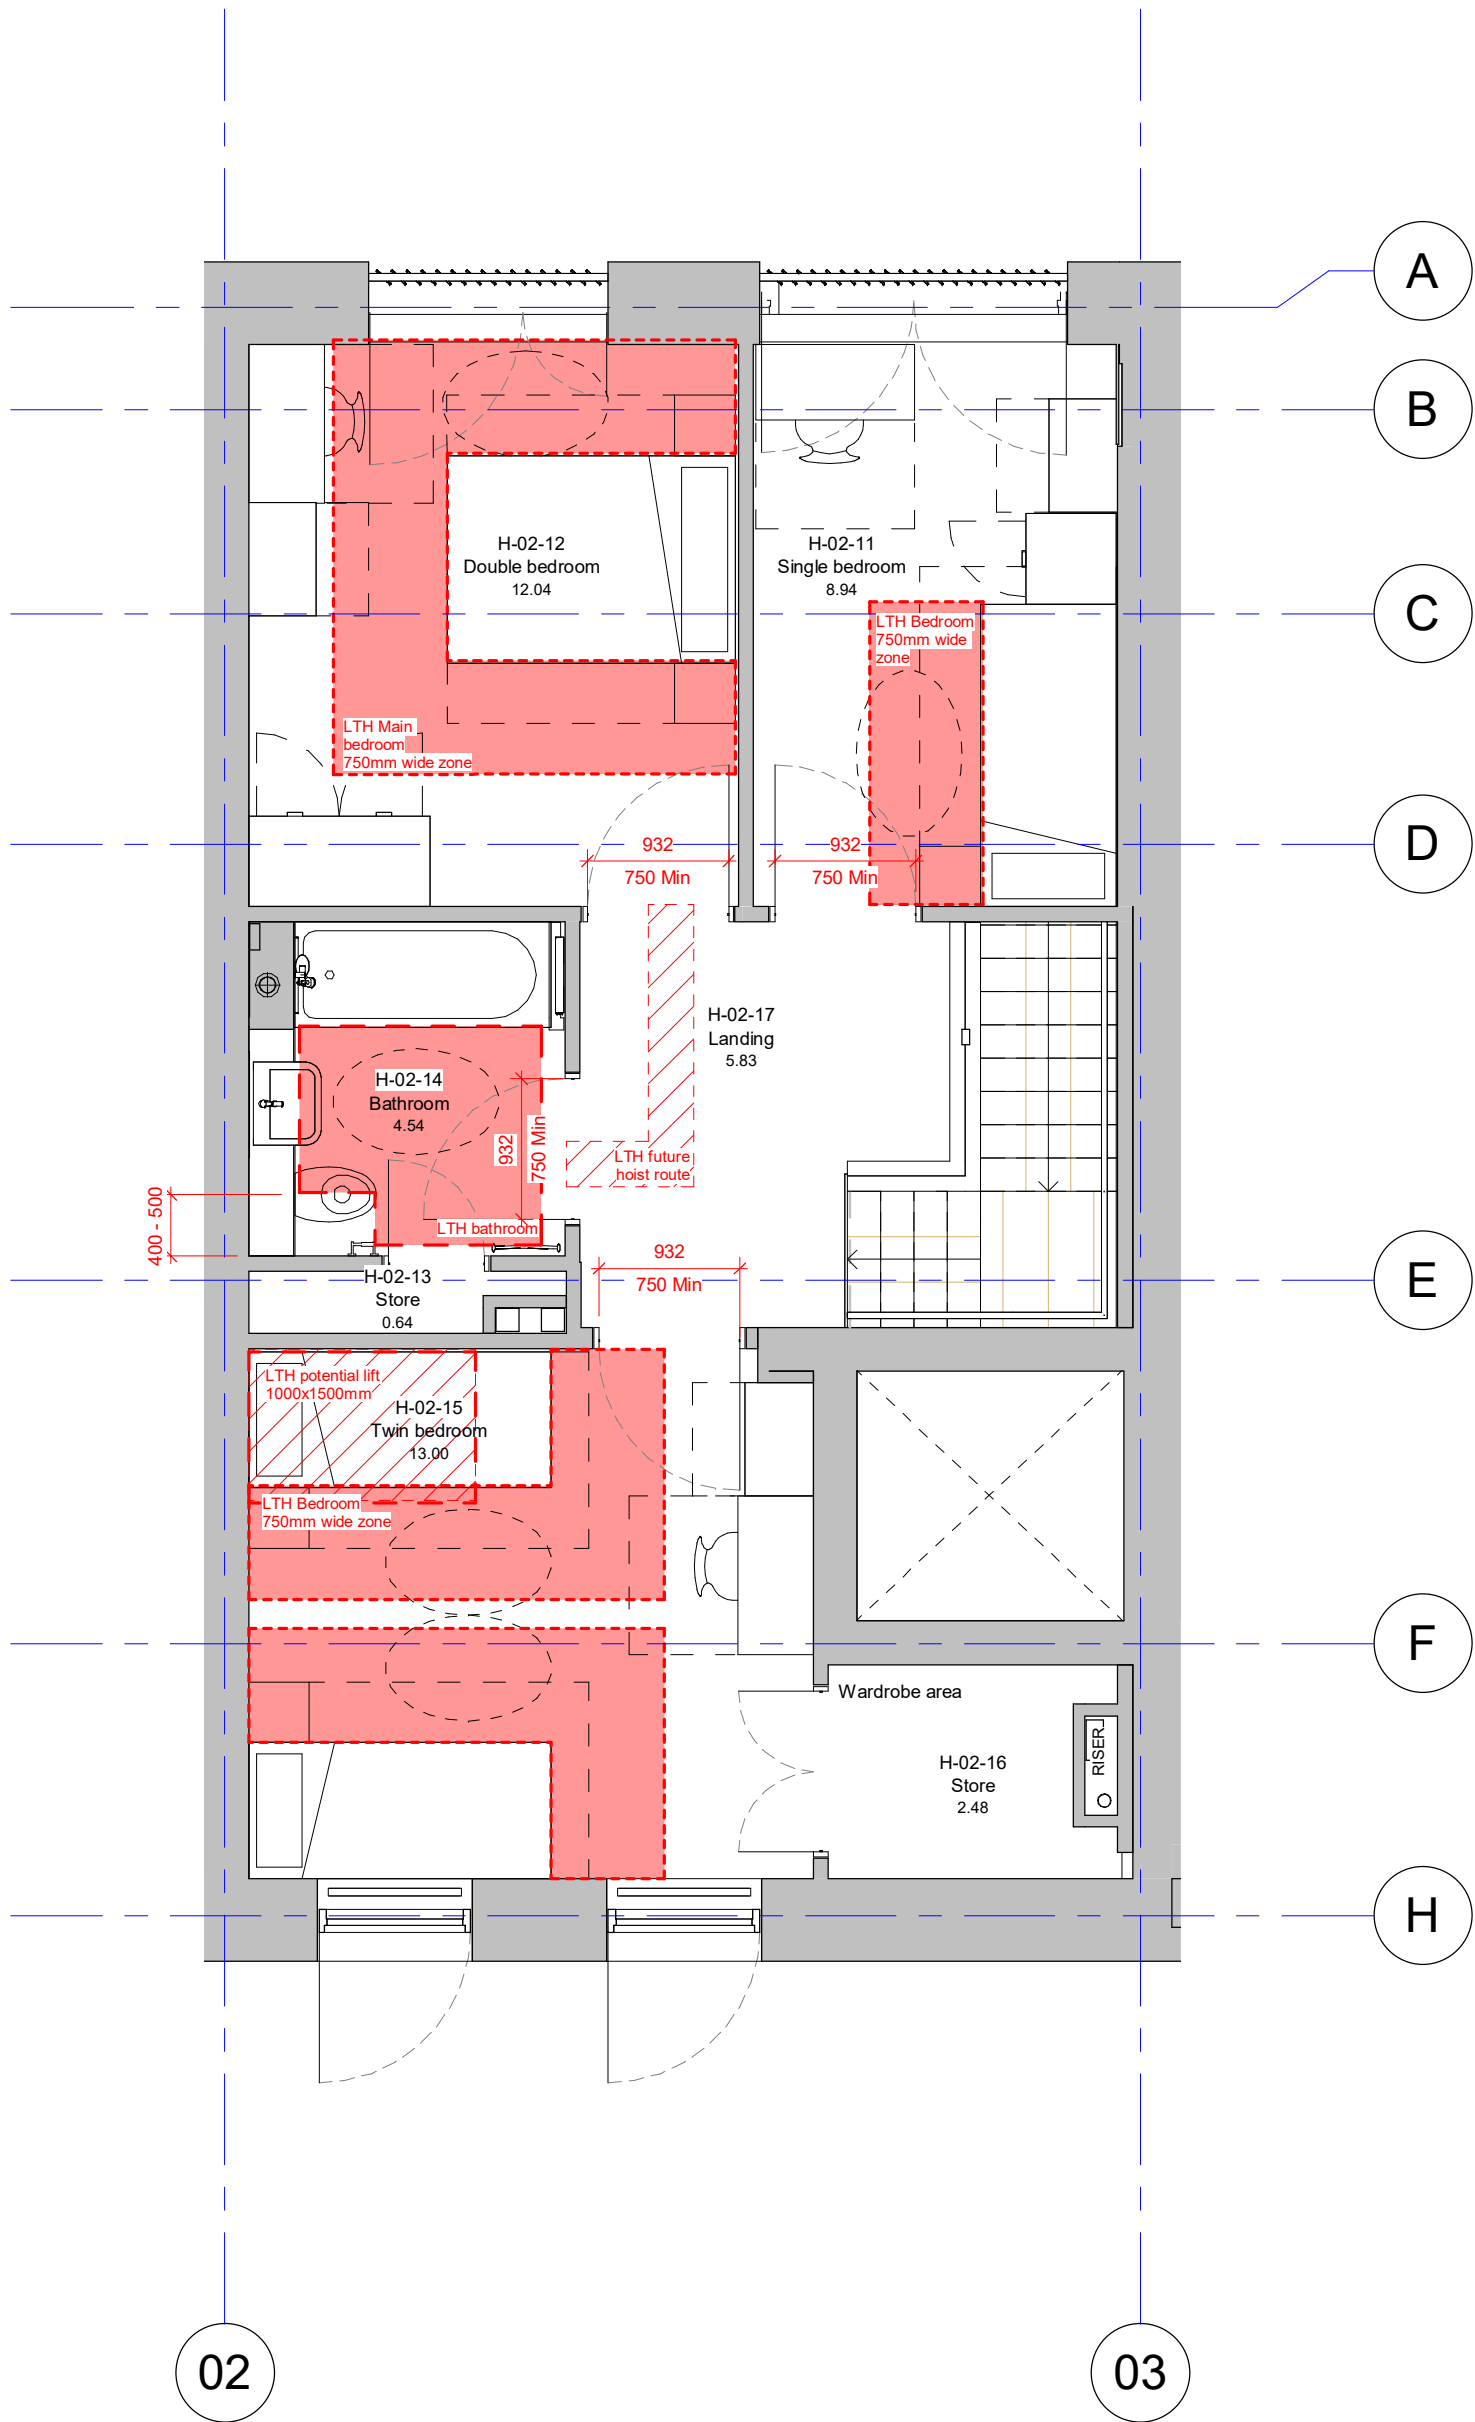 A
B
H-02-12
Double bedroom
12.04
H-02-11
Single bedroom
8.94
C
LTH Bedroom
750mm wide
zone
LTH Main
bedroom
750mm wide zone
D
932
750 Min
932
750 Min
H-02-17
Landing
5.83
H-02-14
Bathroom
4.54
932
750 Min
LTH future
hoist route
400 - 500
LTH bathroom
932
750 Min
E
H-02-13
Store
0.64
LTH potential lift
1000x1500mm
H-02-15
Twin bedroom
13.00
LTH Bedroom
750mm wide zone
F
Wardrobe area
RISER
H-02-16
Store
2.48
H
02
03